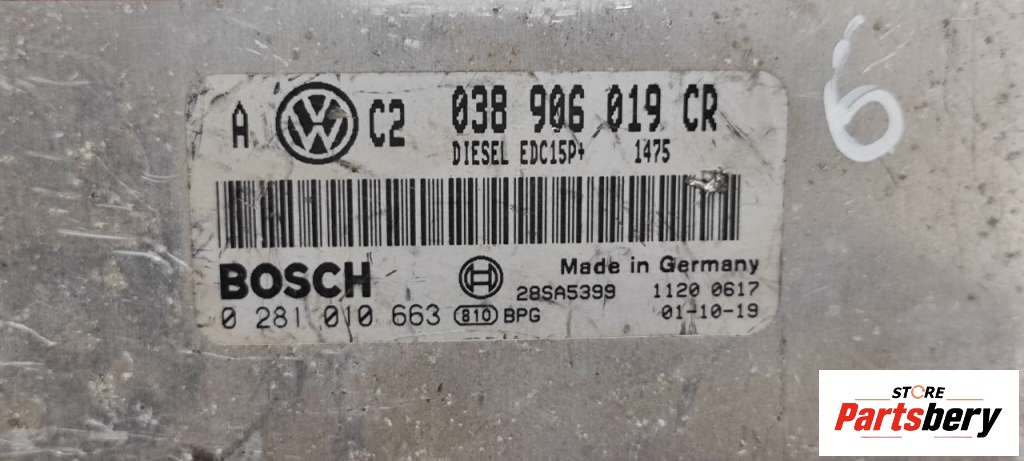 A VW C2 038 906 019 CR
DIESEL EDC15P+ 1475
BOSCH
Made in Germany
28SA5399 1120 0617
0 281 010 663 810 BPG 01-10-19
6
STORE
Partsbery